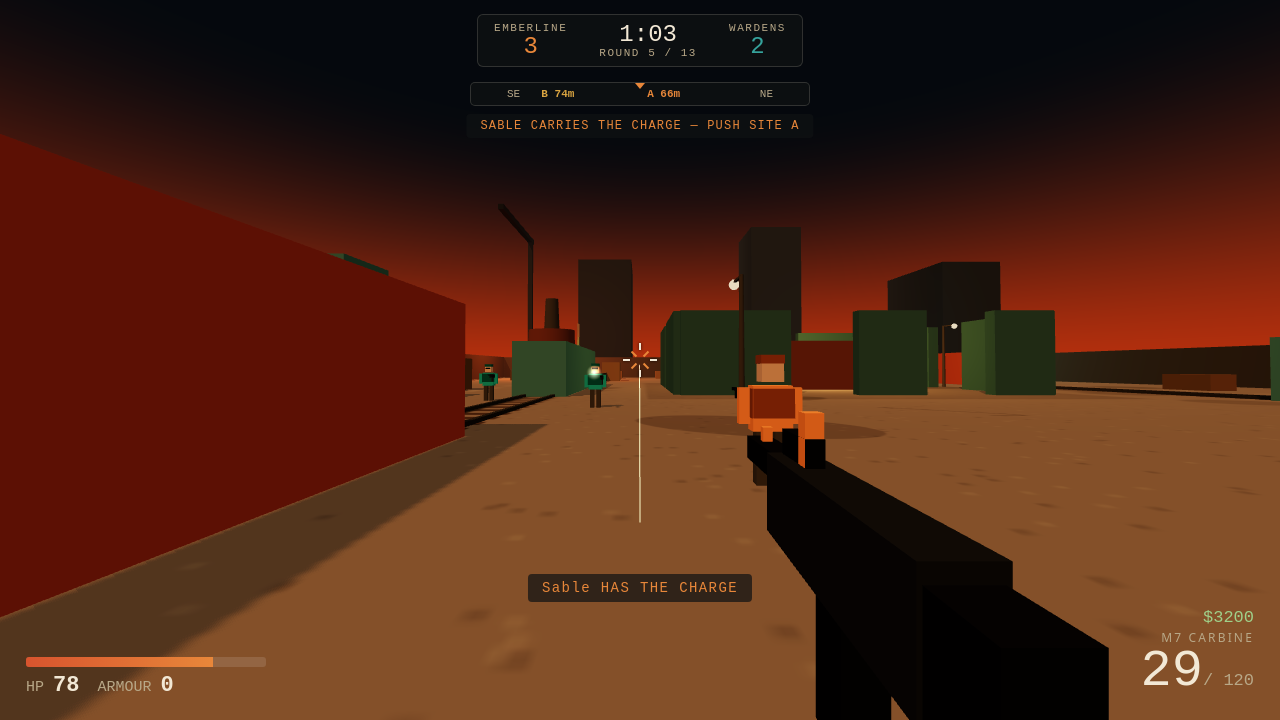 EMBERLINE 1:03 WARDENS
3 ROUND 5 / 13 2
SE B 74m A 66m NE
SABLE CARRIES THE CHARGE — PUSH SITE A
Sable HAS THE CHARGE
$3200
M7 CARBINE
29 / 120
HP 78 ARMOUR 0